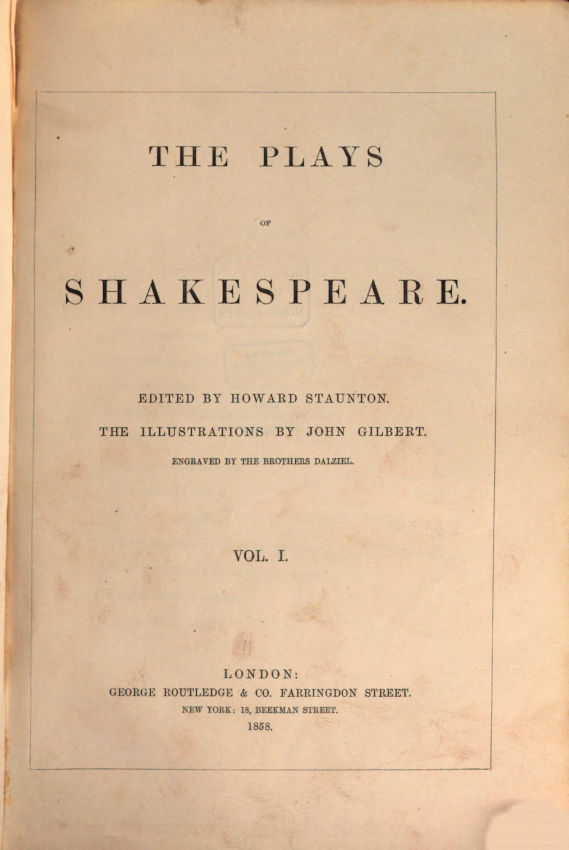 THE PLAYS
OF
SHAKESPEARE.
EDITED BY HOWARD STAUNTON.
THE ILLUSTRATIONS BY JOHN GILBERT.
ENGRAVED BY THE BROTHERS DALZIEL.
VOL. I.
LONDON:
GEORGE ROUTLEDGE & CO. FARRINGDON STREET.
NEW YORK: 18, BEEKMAN STREET.
1858.